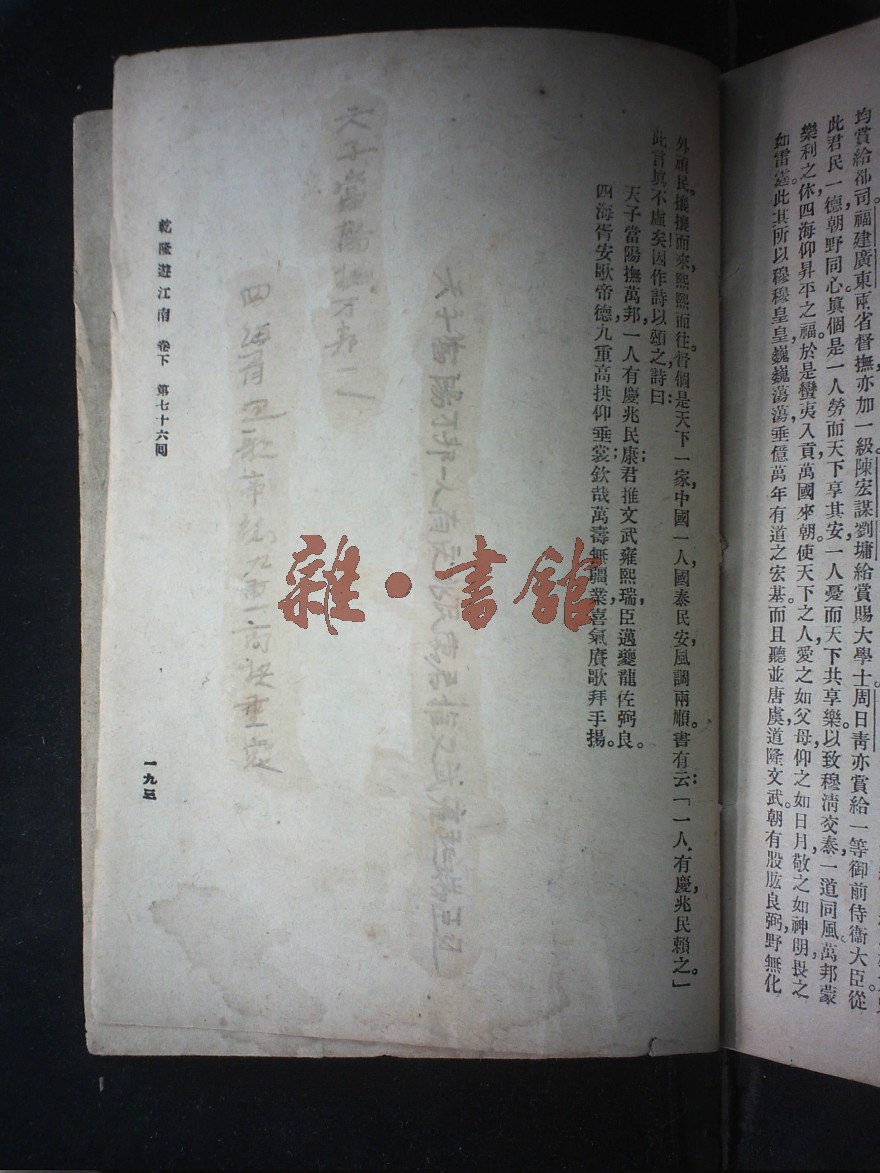 均賞給都司。福建廣東兩省督撫亦加一級。陳宏謀劉墉給賞賜大學士。周日靑亦賞給一等御前侍衞大臣。從
此君民一德，朝野同心，眞個是一人勞而天下享其安，一人憂而天下共享樂，以致穆淸交泰，一道同風，萬邦蒙
樂利之休，四海仰昇平之福。於是蠻夷入貢，萬國來朝，使天下之人愛之如父母，仰之如日月，敬之如神明，畏之
如雷霆。此其所以穆穆皇皇，巍巍蕩蕩，垂億萬年有道之宏基。而且聽並唐虞，道隆文武，朝有股肱良弼，野無化
外頑民，攘攘而來，熙熙而往。督個是天下一家，中國一人，國泰民安，風調雨順。書有云：「一人有慶，兆民賴之。」
此言眞不虛矣。因作詩以頌之。詩曰：
天子當陽撫萬邦，一人有慶兆民康；君推文武雍熙瑞，臣邁夔龍佐弼良。
四海胥安歌帝德，九重高拱仰垂裳；欽哉萬壽無疆業，喜氣賡歌拜手揚。
天子當陽
四海胥
乾隆遊江南 卷下 第七十六回
一九三
雜·書館